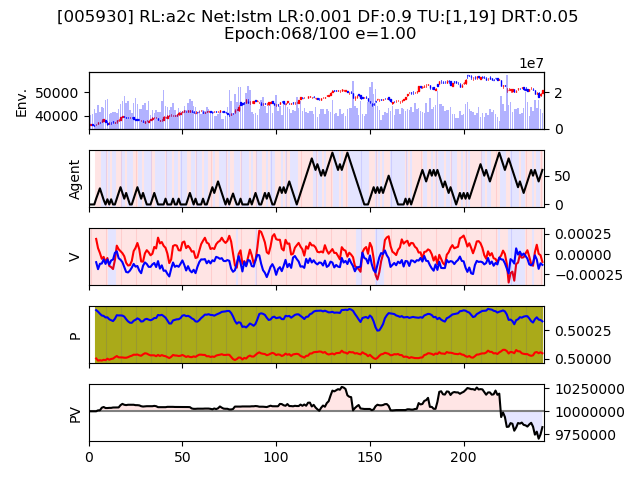 [005930] RL:a2c Net:lstm LR:0.001 DF:0.9 TU:[1,19] DRT:0.05
Epoch:068/100 e=1.00
1e7
Env.
50000
40000
2
0
Agent
50
0
V
0.00025
0.00000
−0.00025
P
0.50025
0.50000
PV
10250000
10000000
9750000
0 50 100 150 200